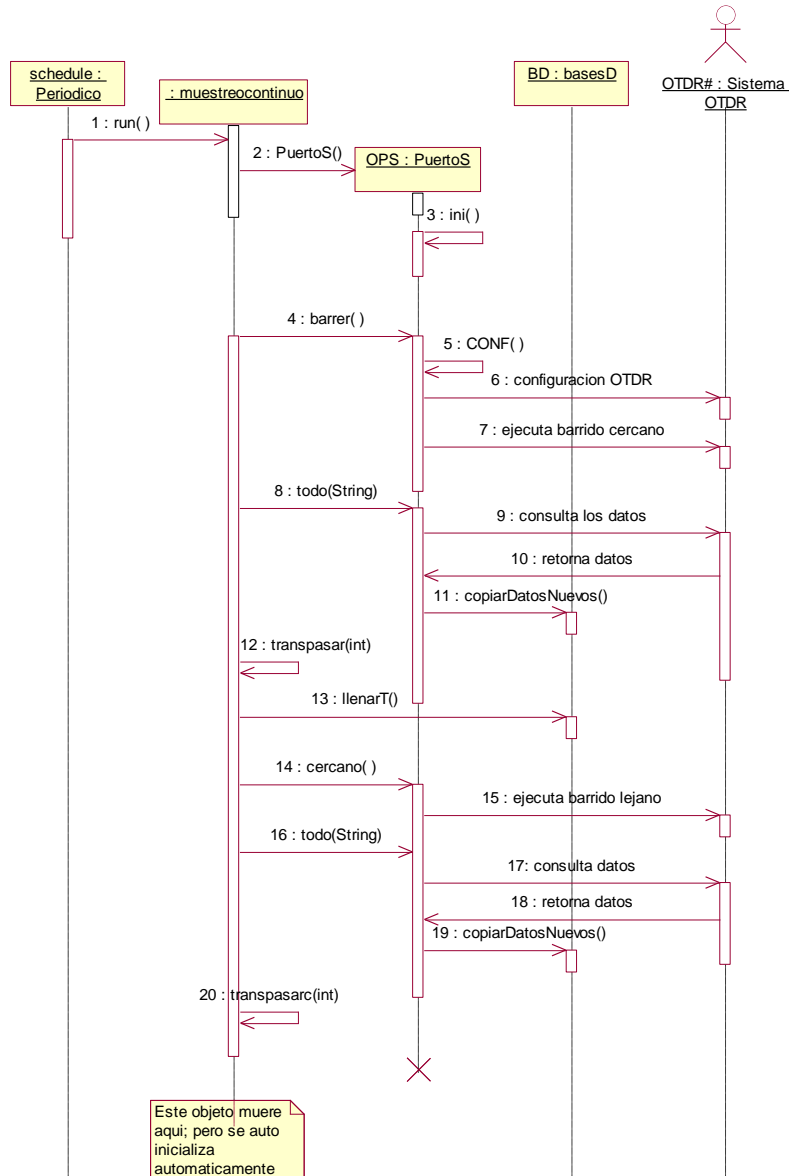 schedule :
Periodico
: muestreocontinuo
BD : basesD
OTDR# : Sistema
OTDR
1 : run( )
2 : PuertoS()
OPS : PuertoS
3 : ini( )
4 : barrer( )
5 : CONF( )
6 : configuracion OTDR
7 : ejecuta barrido cercano
8 : todo(String)
9 : consulta los datos
10 : retorna datos
11 : copiarDatosNuevos()
12 : transpasar(int)
13 : llenarT()
14 : cercano( )
15 : ejecuta barrido lejano
16 : todo(String)
17: consulta datos
18 : retorna datos
19 : copiarDatosNuevos()
20 : transpasarc(int)
Este objeto muere
aqui; pero se auto
inicializa
automaticamente